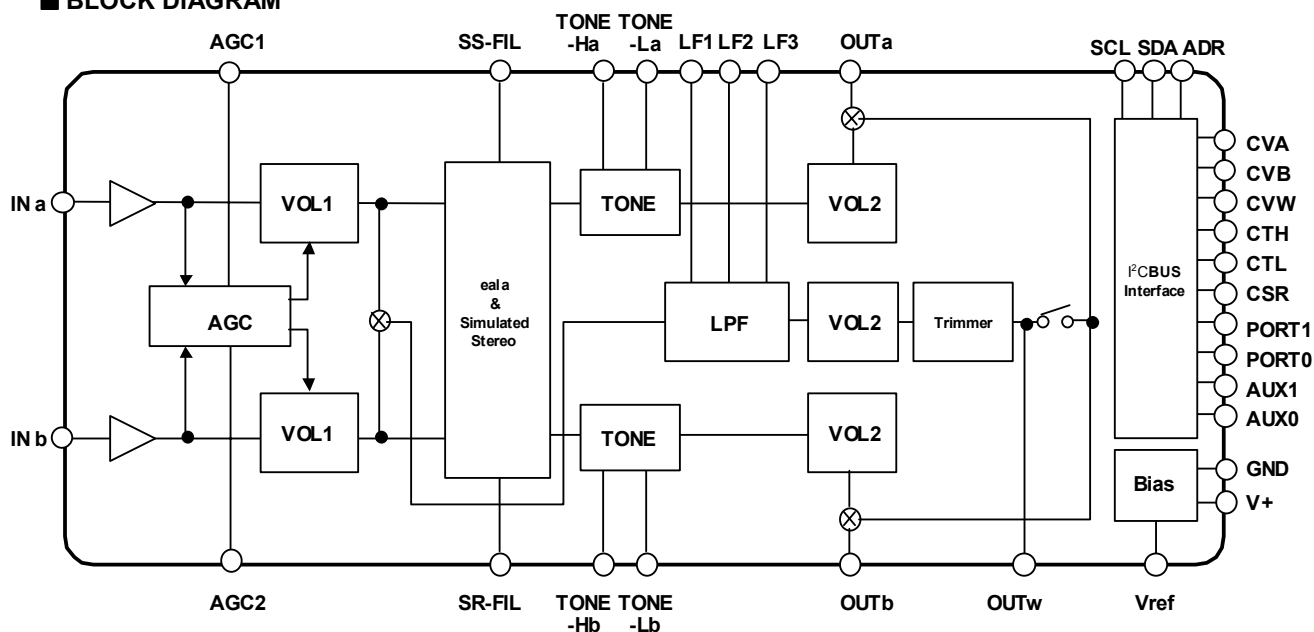 ■ BLOCK DIAGRAM
AGC1
SS-FIL
TONE
-Ha
TONE
-La
LF1
LF2
LF3
OUTa
SCL
SDA
ADR
IN a
VOL1
TONE
VOL2
AGC
eala
&
Simulated
Stereo
LPF
VOL2
Trimmer
I²CBUS
Interface
CVA
CVB
CVW
CTH
CTL
CSR
PORT1
PORT0
AUX1
AUX0
IN b
VOL1
TONE
VOL2
Bias
GND
V+
AGC2
SR-FIL
TONE
-Hb
TONE
-Lb
OUTb
OUTw
Vref